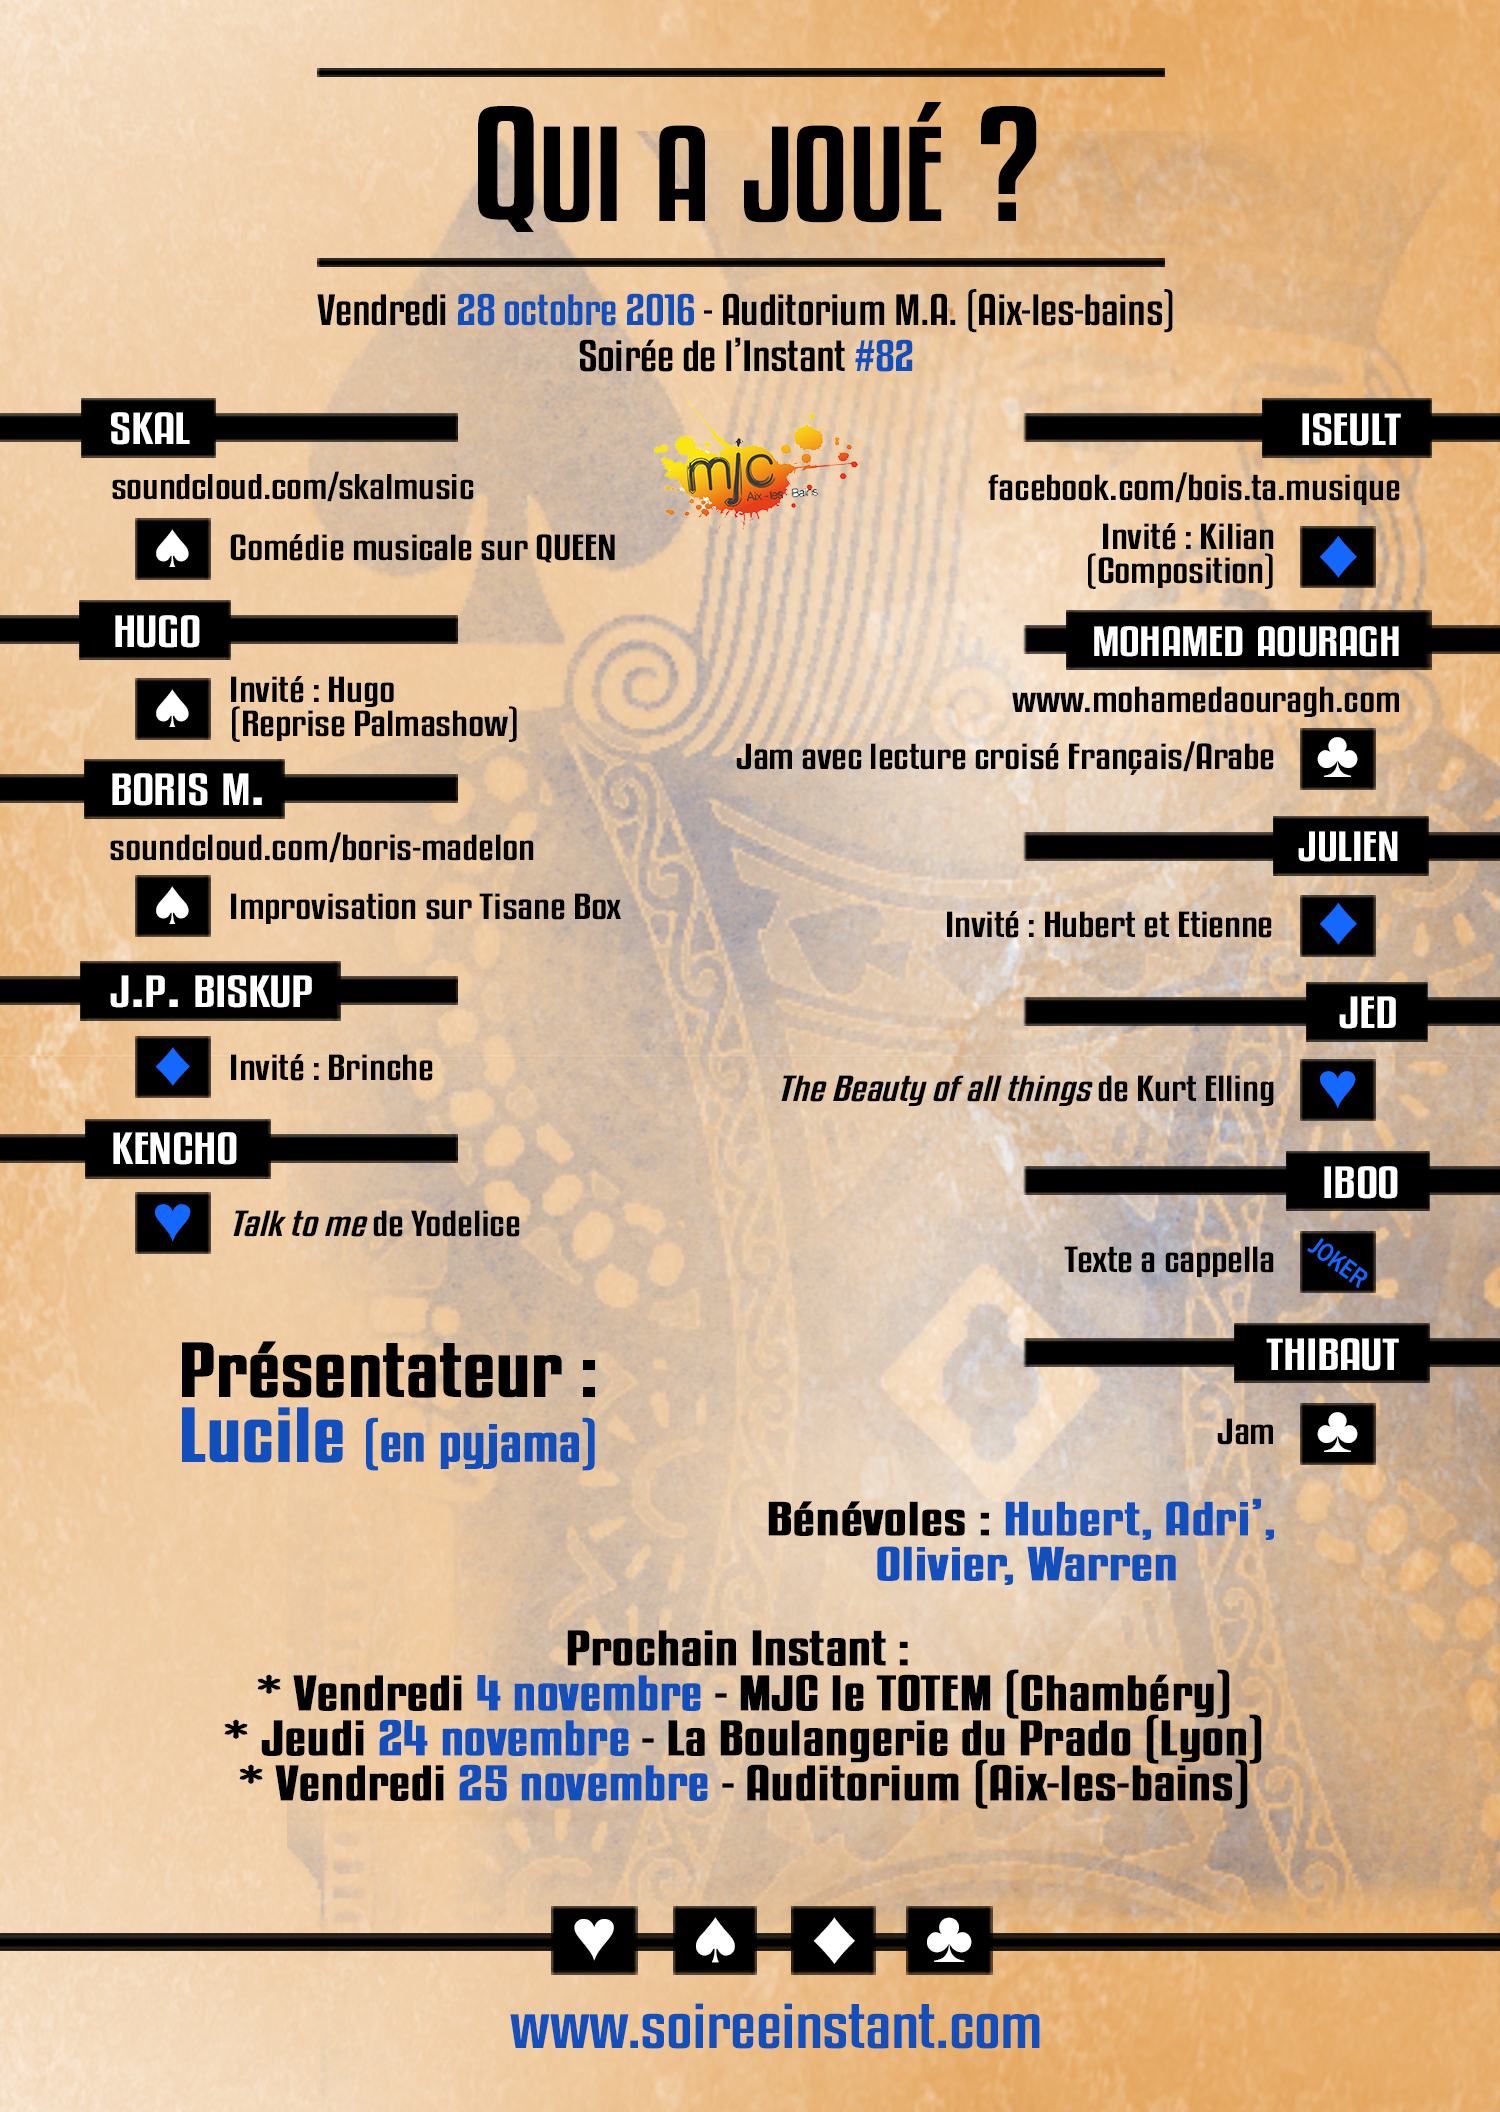 Qui a joué ?
Vendredi 28 octobre 2016 - Auditorium M.A. (Aix-les-bains)
Soirée de l'Instant #82
mjc
Aix-les-Bains
SKAL
soundcloud.com/skalmusic
Comédie musicale sur QUEEN
HUGO
Invité : Hugo
(Reprise Palmashow)
BORIS M.
soundcloud.com/boris-madelon
Improvisation sur Tisane Box
J.P. BISKUP
Invité : Brinche
KENCHO
Talk to me de Yodelice
ISEULT
facebook.com/bois.ta.musique
Invité : Kilian
(Composition)
MOHAMED AOURAGH
www.mohamedaouragh.com
Jam avec lecture croisé Français/Arabe
JULIEN
Invité : Hubert et Etienne
JED
The Beauty of all things de Kurt Elling
IBOO
Texte a cappella
JOKER
THIBAUT
Jam
Présentateur :
Lucile (en pyjama)
Bénévoles : Hubert, Adri',
Olivier, Warren
Prochain Instant :
* Vendredi 4 novembre - MJC le TOTEM (Chambéry)
* Jeudi 24 novembre - La Boulangerie du Prado (Lyon)
* Vendredi 25 novembre - Auditorium (Aix-les-bains)
www.soireeinstant.com